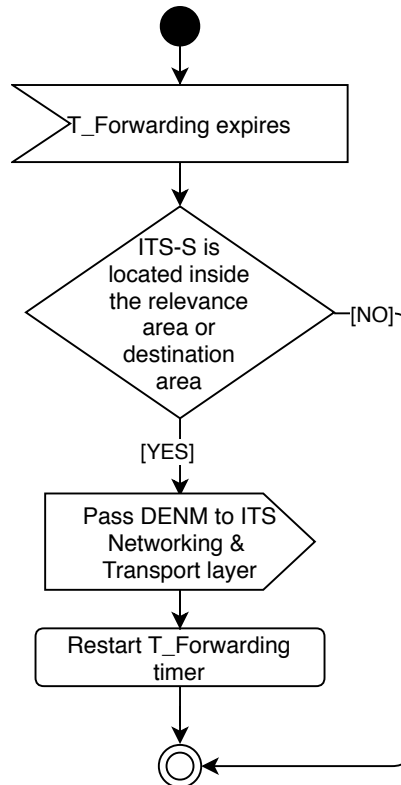 T_Forwarding expires
ITS-S is
located inside
the relevance
area or
destination
area
[NO]
[YES]
Pass DENM to ITS
Networking &
Transport layer
Restart T_Forwarding
timer